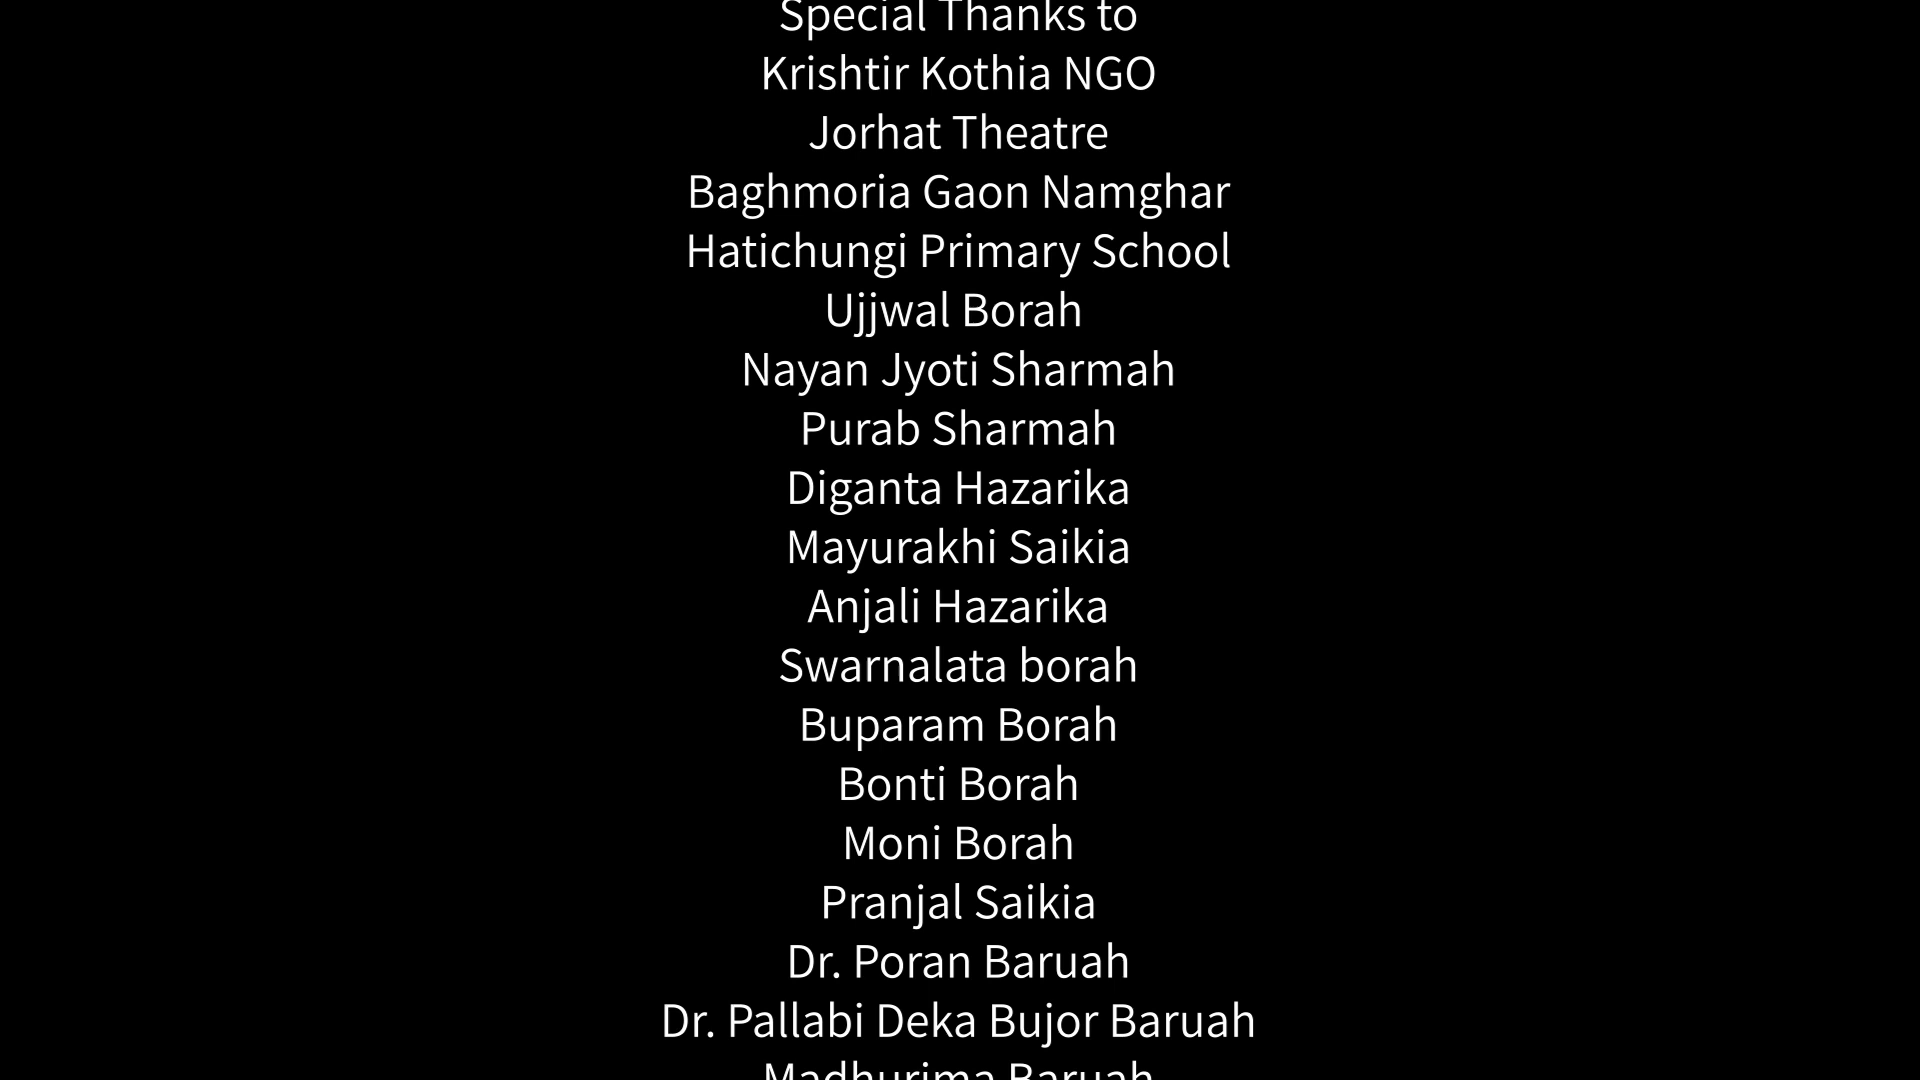 Special Thanks to
Krishtir Kothia NGO
Jorhat Theatre
Baghmoria Gaon Namghar
Hatichungi Primary School
Ujjwal Borah
Nayan Jyoti Sharmah
Purab Sharmah
Diganta Hazarika
Mayurakhi Saikia
Anjali Hazarika
Swarnalata borah
Buparam Borah
Bonti Borah
Moni Borah
Pranjal Saikia
Dr. Poran Baruah
Dr. Pallabi Deka Bujor Baruah
Madhurima Baruah